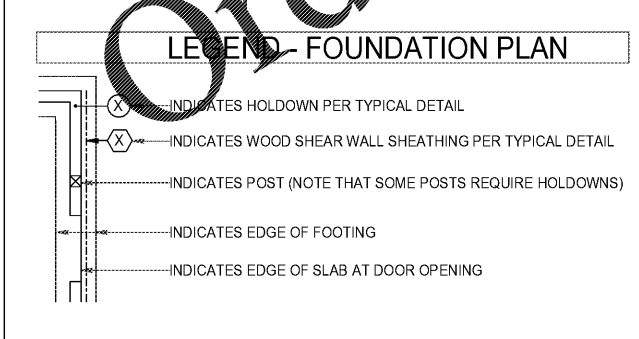 LEGEND - FOUNDATION PLAN
X INDICATES HOLDOWN PER TYPICAL DETAIL
X INDICATES WOOD SHEAR WALL SHEATHING PER TYPICAL DETAIL
INDICATES POST (NOTE THAT SOME POSTS REQUIRE HOLDOWNS)
INDICATES EDGE OF FOOTING
INDICATES EDGE OF SLAB AT DOOR OPENING